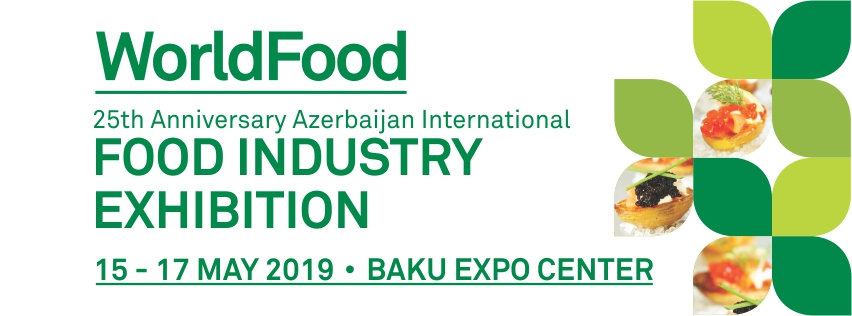 WorldFood
25th Anniversary Azerbaijan International
FOOD INDUSTRY
EXHIBITION
15 - 17 MAY 2019 • BAKU EXPO CENTER